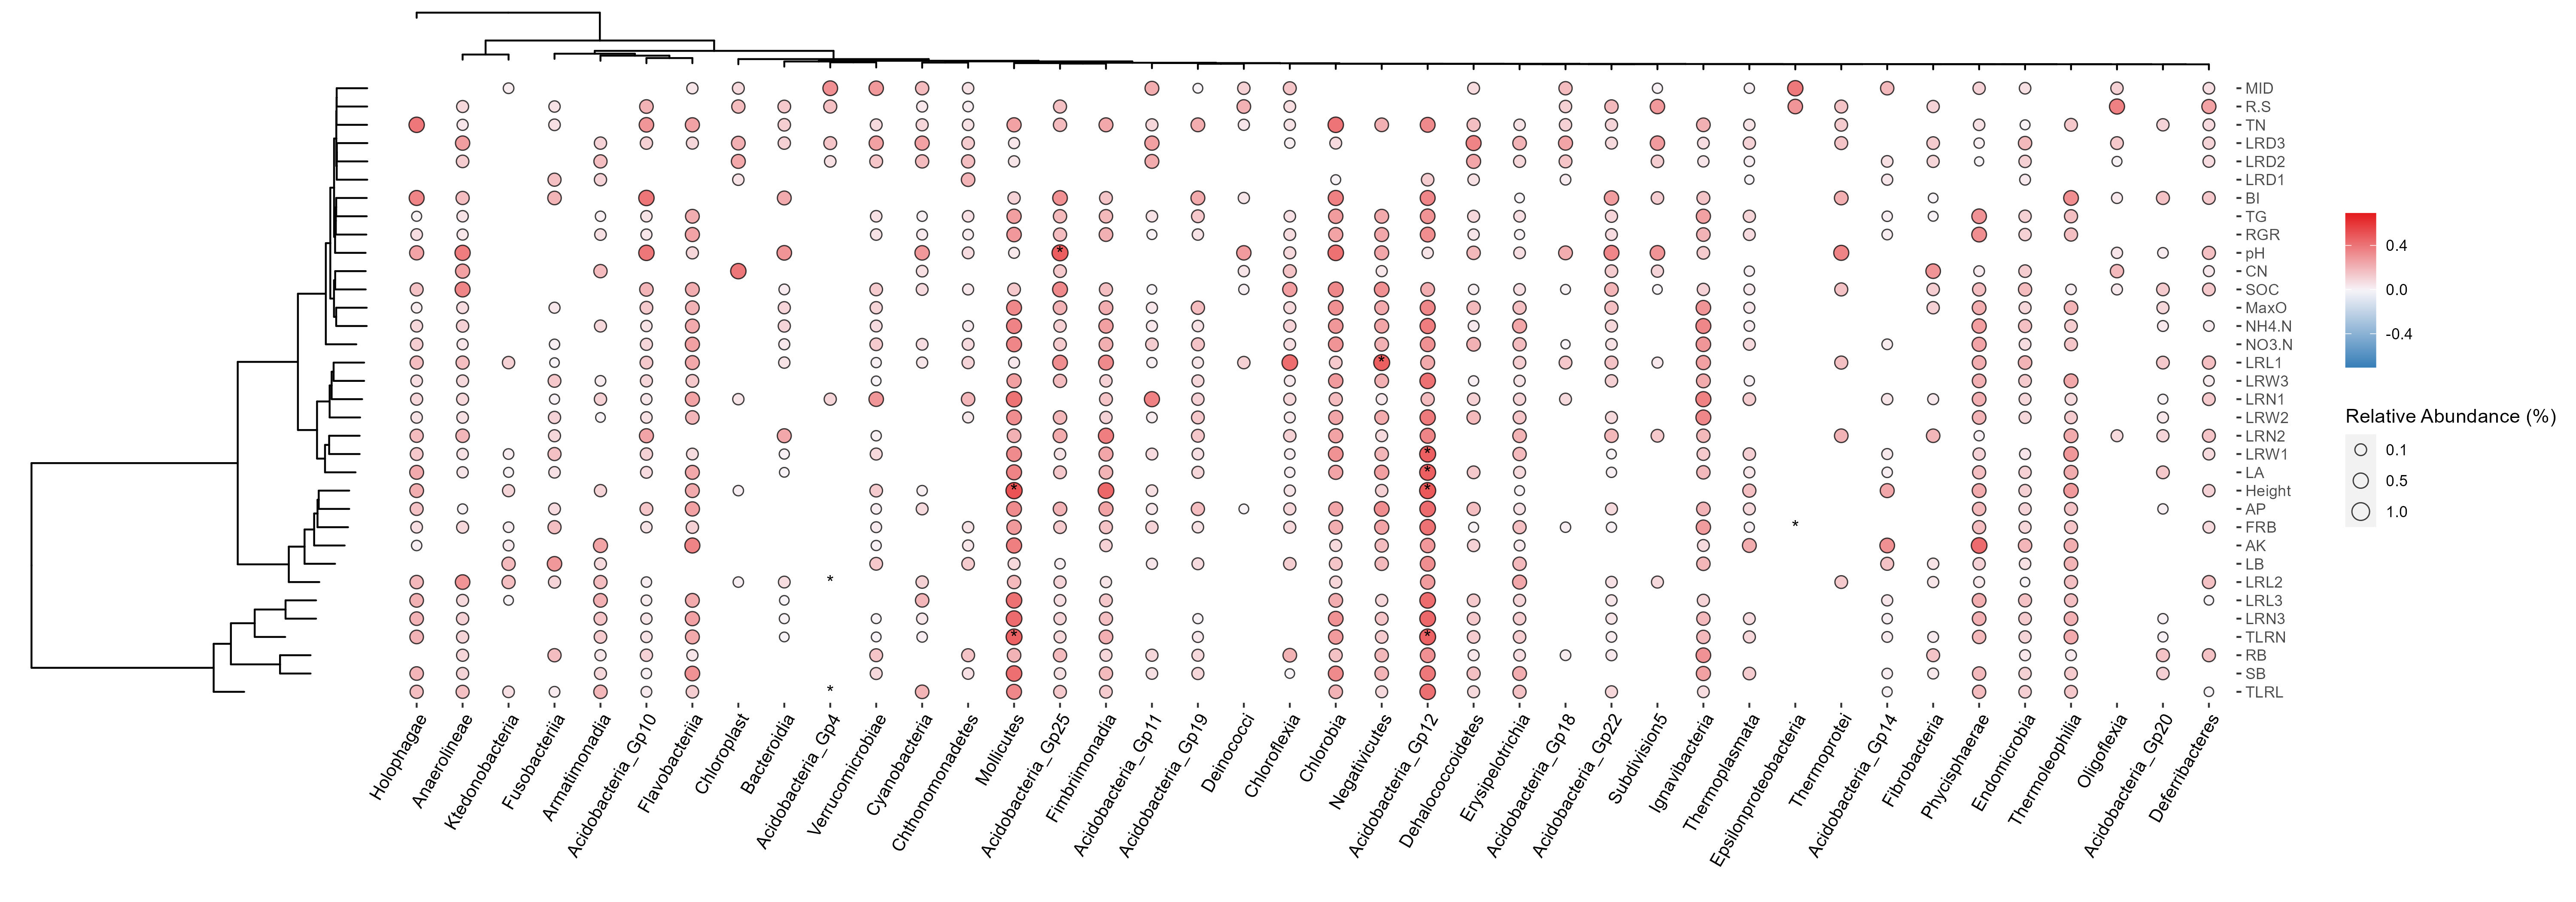 MID
R.S
TN
LRD3
LRD2
LRD1
BI
TG
RGR
pH
CN
SOC
MaxO
NH4.N
NO3.N
LRL1
LRW3
LRN1
LRW2
LRN2
LRW1
LA
Height
AP
FRB
AK
LB
LRL2
LRL3
LRN3
TLRN
RB
SB
TLRL
0.4
0.0
-0.4
Relative Abundance (%)
0.1
0.5
1.0
Holophagae
Anaerolineae
Ktedonobacteria
Fusobacteriia
Armatimonadia
Acidobacteria_Gp10
Flavobacteriia
Chloroplast
Bacteroidia
Acidobacteria_Gp4
Verrucomicrobiae
Cyanobacteria
Chthonomonadetes
Mollicutes
Acidobacteria_Gp25
Fimbriimonadia
Acidobacteria_Gp11
Acidobacteria_Gp19
Deinococci
Chloroflexia
Chlorobia
Negativicutes
Acidobacteria_Gp12
Dehalococcoidetes
Erysipelotrichia
Acidobacteria_Gp18
Acidobacteria_Gp22
Subdivision5
Ignavibacteria
Thermoplasmata
Epsilonproteobacteria
Thermoprotei
Acidobacteria_Gp14
Fibrobacteria
Phycisphaerae
Endomicrobia
Thermoleophilia
Oligoflexia
Acidobacteria_Gp20
Deferribacteres